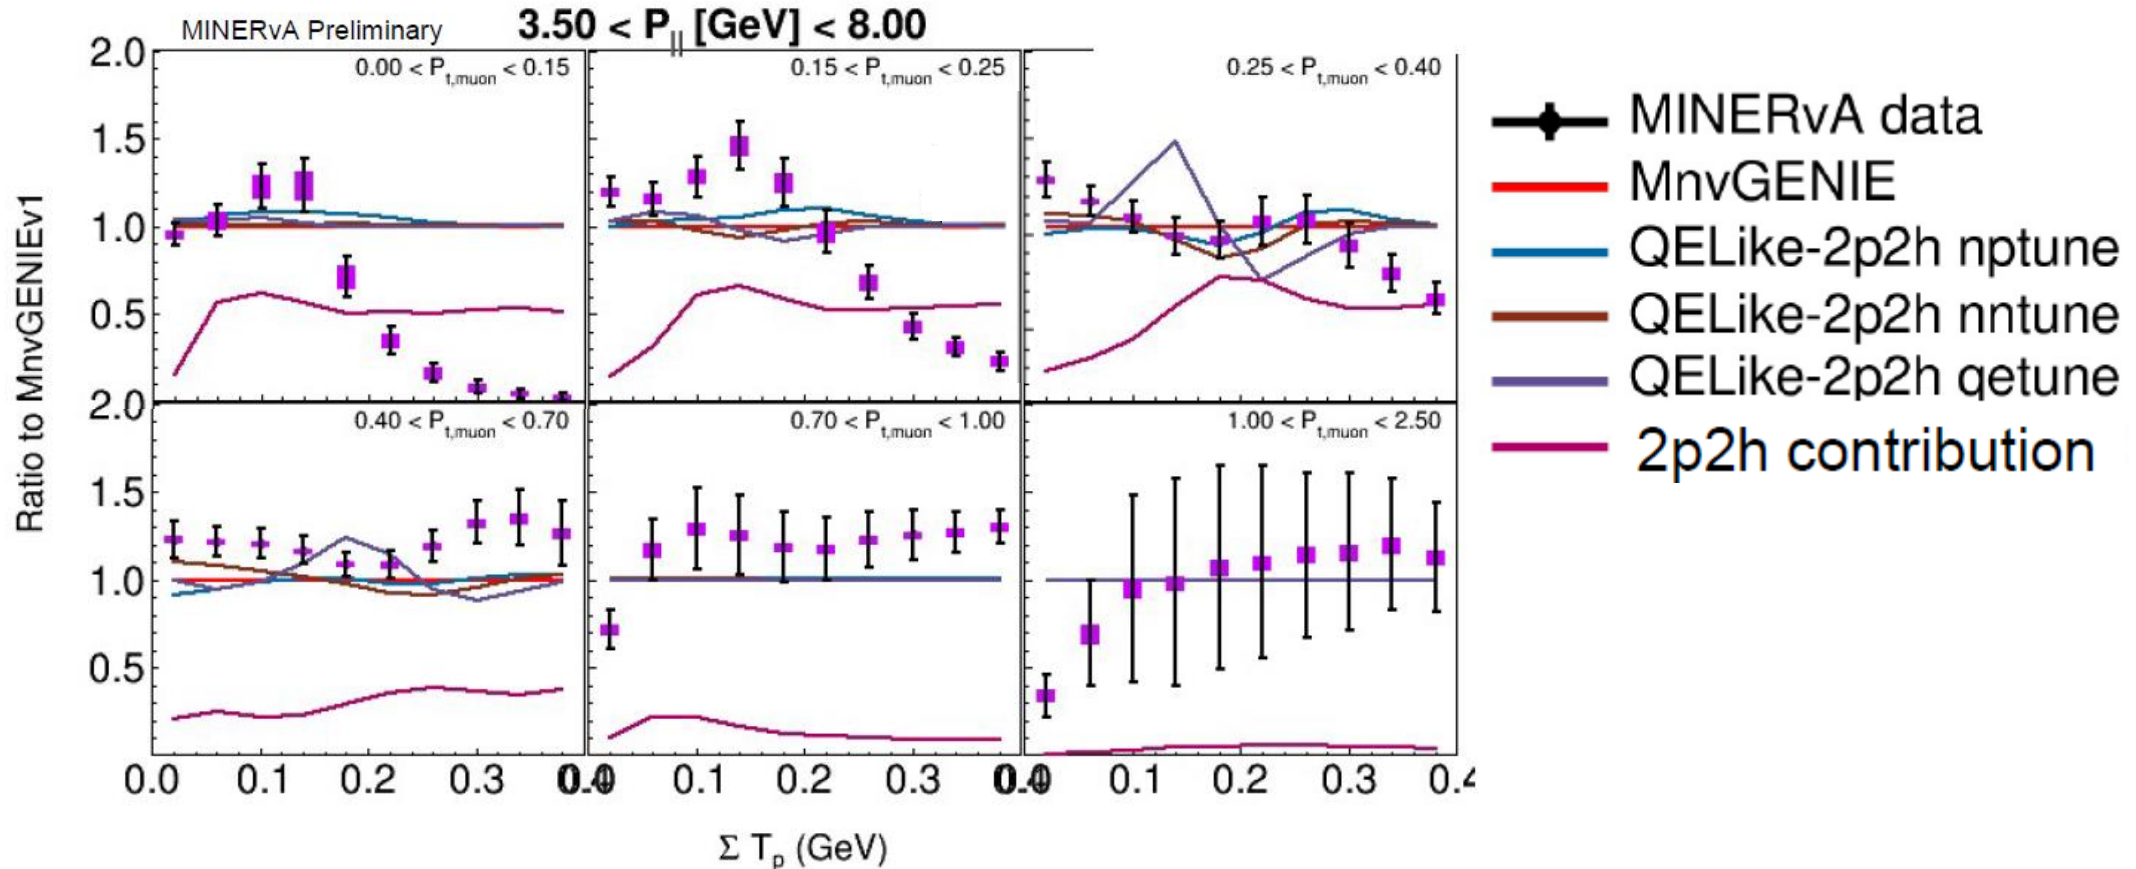 MINERvA Preliminary
3.50 < P|| [GeV] < 8.00
Ratio to MnvGENIEv1
2.0
1.5
1.0
0.5
0.00 < Pt,muon < 0.15
0.15 < Pt,muon < 0.25
0.25 < Pt,muon < 0.40
2.0
1.5
1.0
0.5
0.40 < Pt,muon < 0.70
0.70 < Pt,muon < 1.00
1.00 < Pt,muon < 2.50
0.0 0.1 0.2 0.3
0.1 0.2 0.3
0.1 0.2 0.3 0.4
Σ Tp (GeV)
MINERvA data
MnvGENIE
QELike-2p2h nptune
QELike-2p2h nntune
QELike-2p2h qetune
2p2h contribution